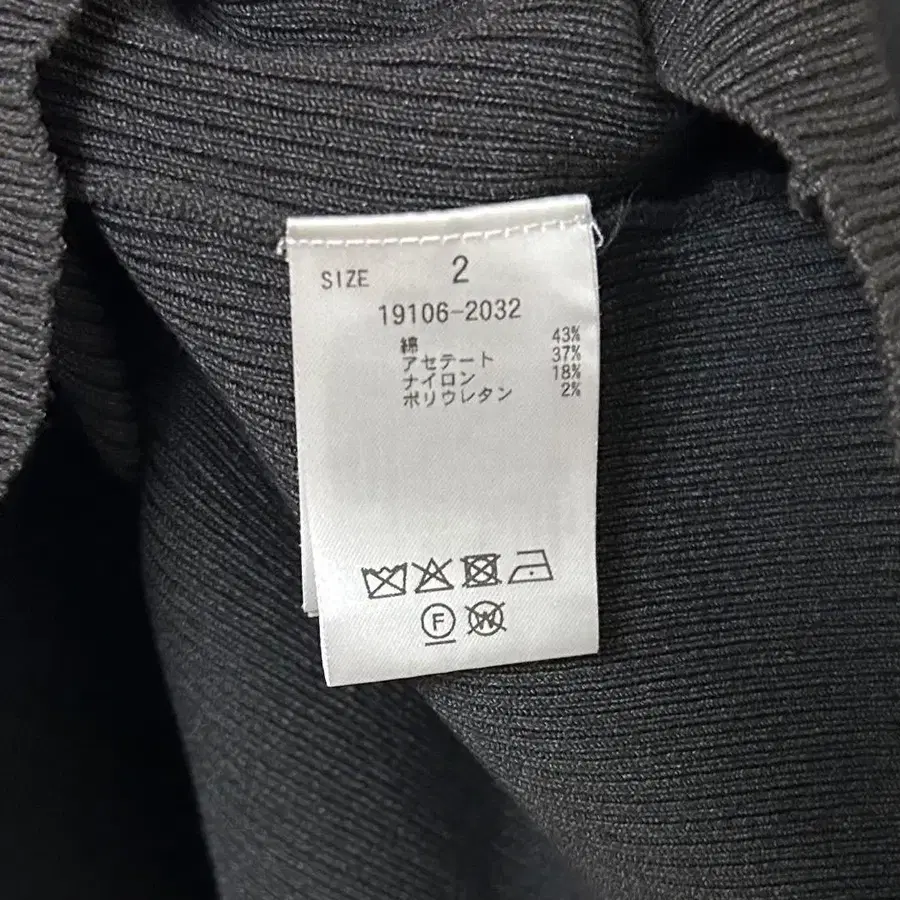 SIZE 2
19106-2032
綿 43%
アセテート 37%
ナイロン 18%
ポリウレタン 2%
F W